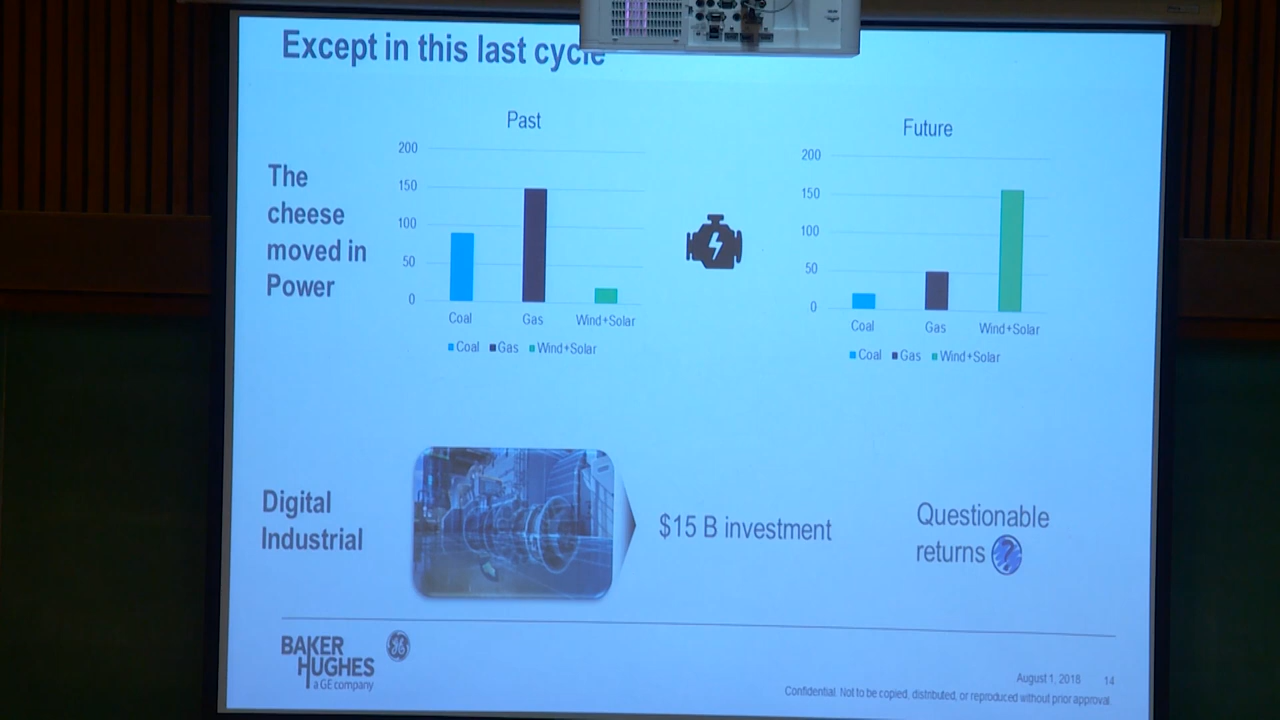 Except in this last cycle
Past
Future
The
cheese
moved in
Power
200
150
100
50
0
Coal
Gas
Wind+Solar
Coal
Gas
Wind+Solar
200
150
100
50
0
Coal
Gas
Wind+Solar
Coal
Gas
Wind+Solar
Digital
Industrial
$15 B investment
Questionable
returns ?
BAKER
HUGHES
a GE company
GE
August 1, 2018 14
Confidential. Not to be copied, distributed, or reproduced without prior approval.